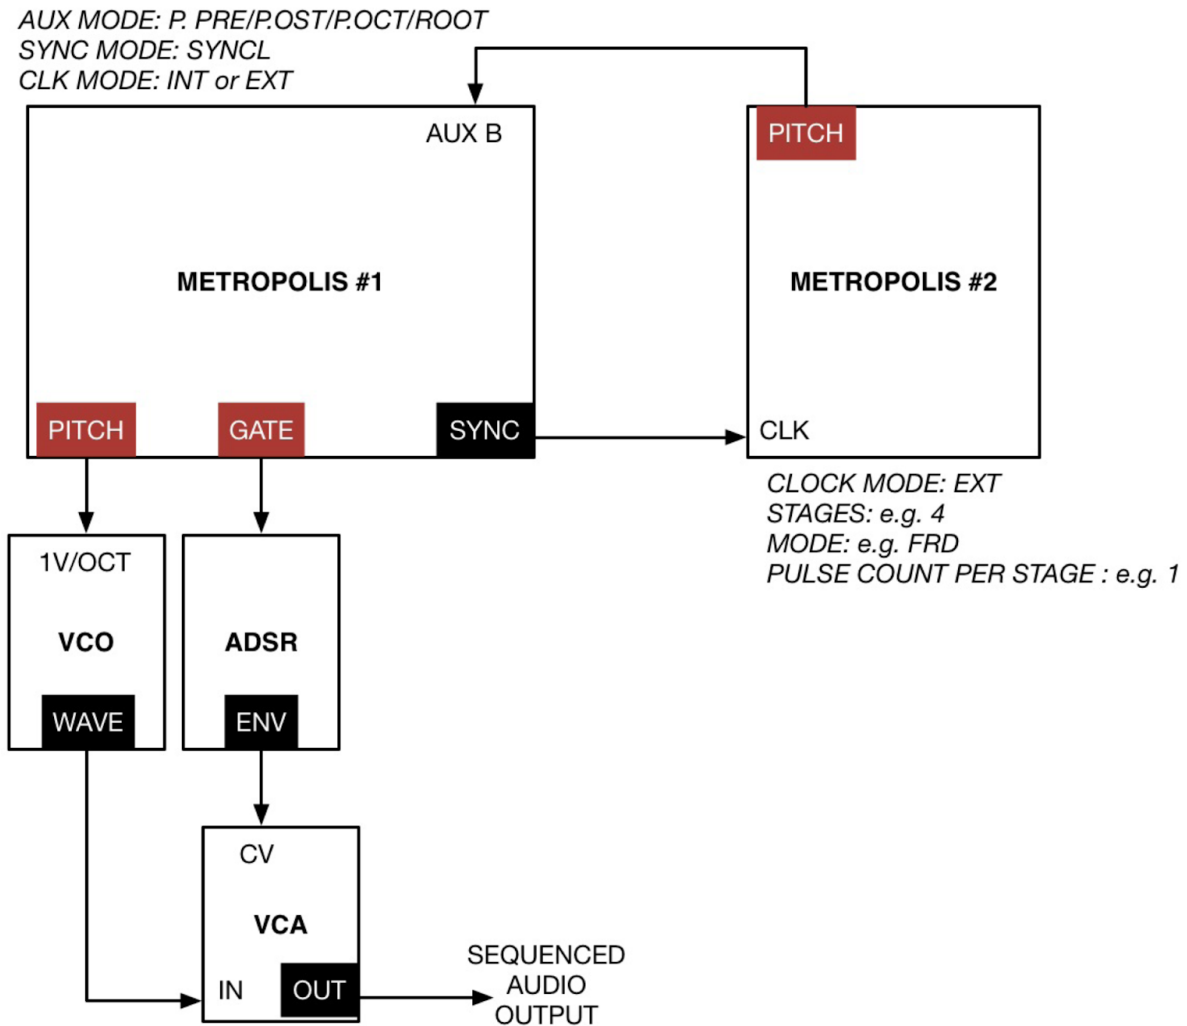 AUX MODE: P. PRE/P.OST/P.OCT/ROOT
SYNC MODE: SYNCL
CLK MODE: INT or EXT
AUX B
PITCH
METROPOLIS #1
METROPOLIS #2
PITCH
GATE
SYNC
CLK
CLOCK MODE: EXT
STAGES: e.g. 4
MODE: e.g. FRD
PULSE COUNT PER STAGE : e.g. 1
1V/OCT
VCO
ADSR
WAVE
ENV
CV
VCA
IN
OUT
SEQUENCED
AUDIO
OUTPUT